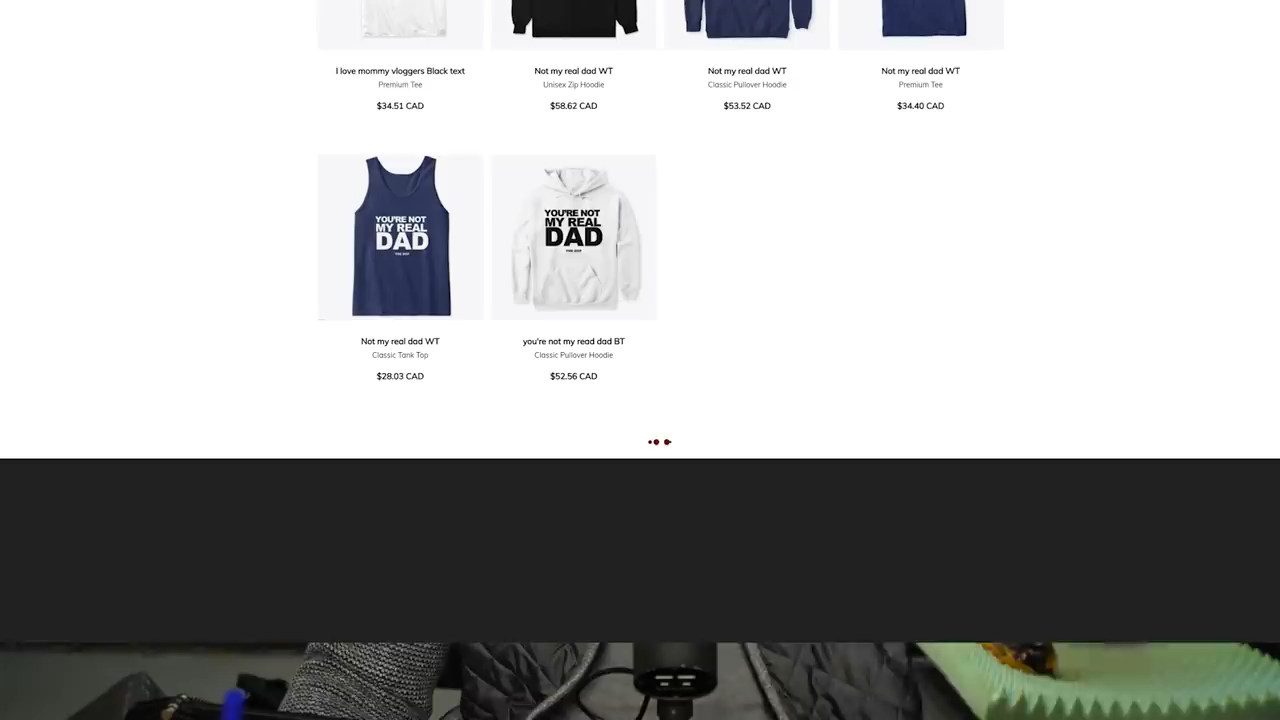 I love mommy vloggers Black text
Not my real dad WT
Not my real dad WT
Not my real dad WT
Premium Tee
Unisex Zip Hoodie
Classic Pullover Hoodie
Premium Tee
$34.51 CAD
$58.62 CAD
$53.52 CAD
$34.40 CAD
YOU'RE NOT
MY REAL
DAD
YOU'RE NOT
MY REAL
DAD
Not my real dad WT
you're not my read dad BT
Classic Tank Top
Classic Pullover Hoodie
$28.03 CAD
$52.56 CAD